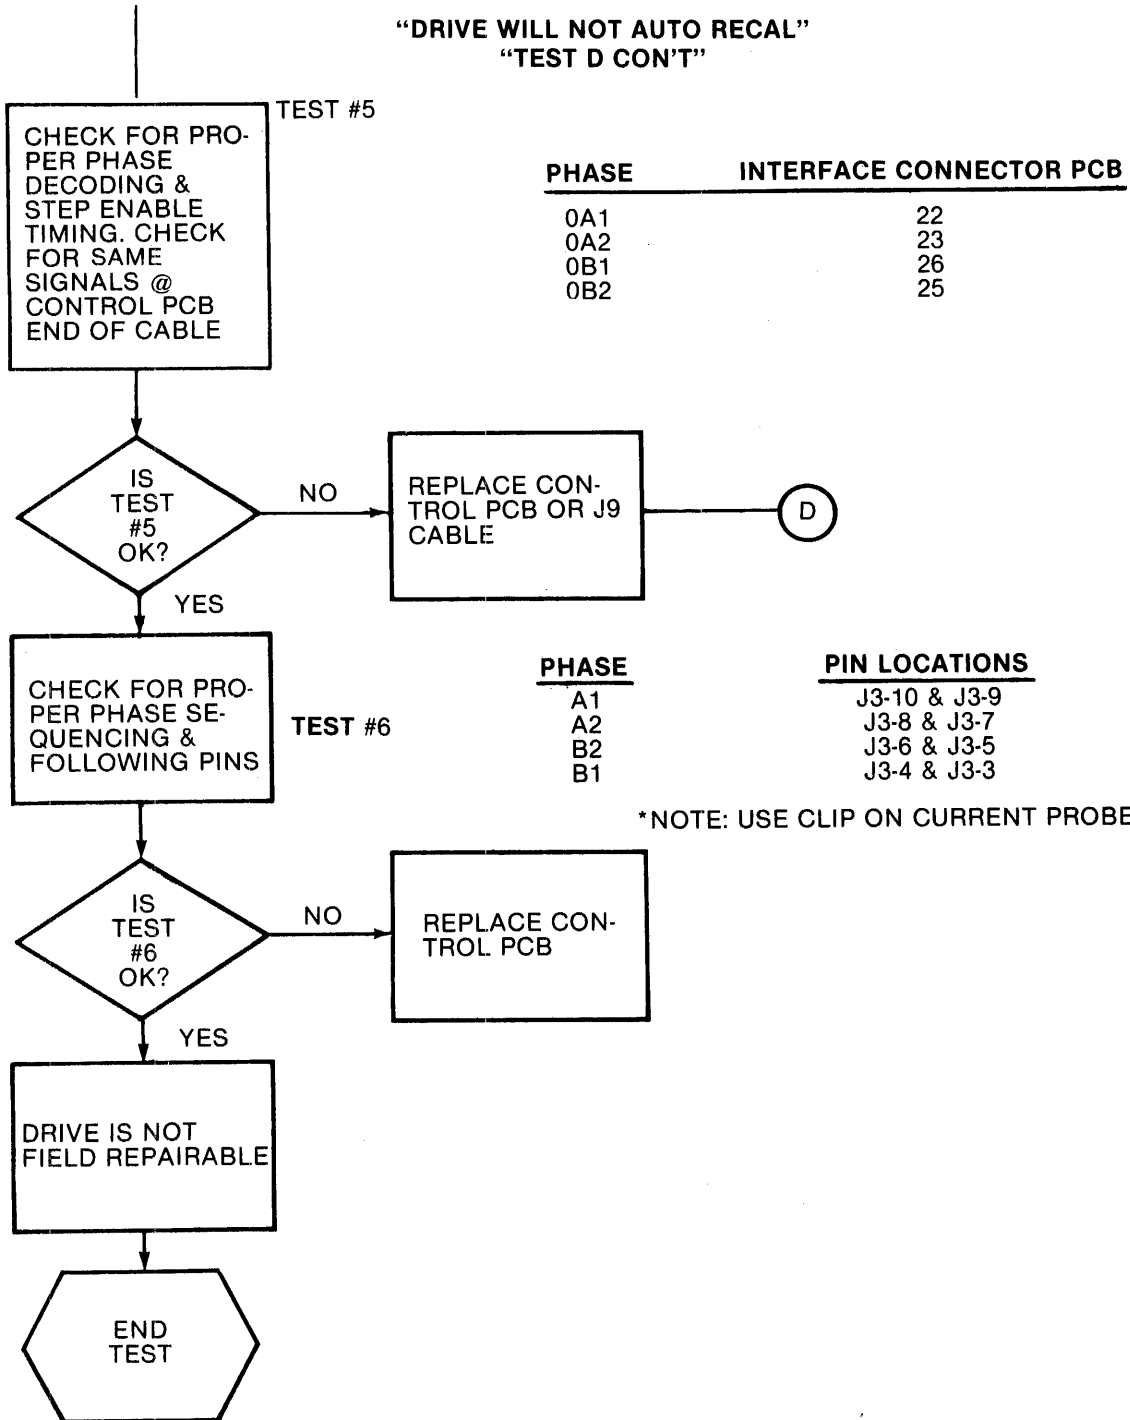 “DRIVE WILL NOT AUTO RECAL”
“TEST D CON'T”
TEST #5
CHECK FOR PRO-
PER PHASE
DECODING &
STEP ENABLE
TIMING. CHECK
FOR SAME
SIGNALS @
CONTROL PCB
END OF CABLE
PHASE INTERFACE CONNECTOR PCB
0A1 22
0A2 23
0B1 26
0B2 25
IS
TEST
#5
OK?
NO
REPLACE CON-
TROL PCB OR J9
CABLE
D
YES
CHECK FOR PRO-
PER PHASE SE-
QUENCING &
FOLLOWING PINS
TEST #6
PHASE PIN LOCATIONS
A1 J3-10 & J3-9
A2 J3-8 & J3-7
B2 J3-6 & J3-5
B1 J3-4 & J3-3
*NOTE: USE CLIP ON CURRENT PROBE
IS
TEST
#6
OK?
NO
REPLACE CON-
TROL PCB
YES
DRIVE IS NOT
FIELD REPAIRABLE
END
TEST